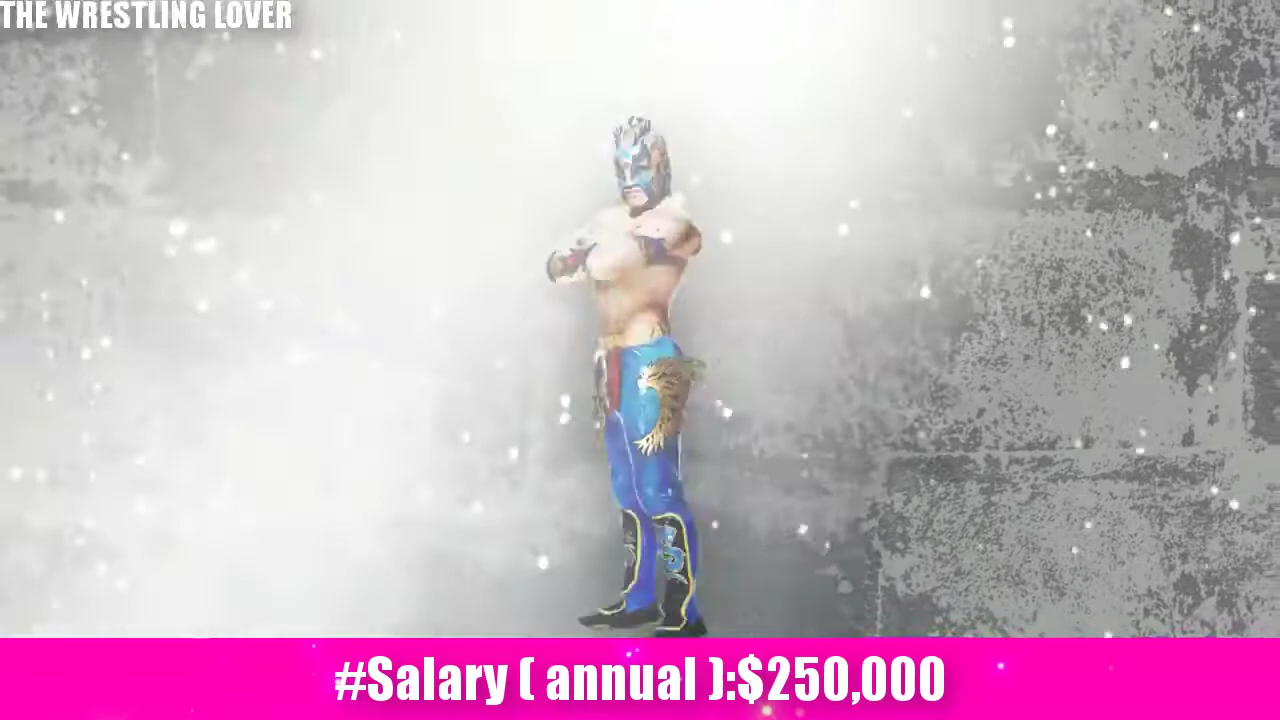 THE WRESTLING LOVER
#Salary ( annual ):$250,000